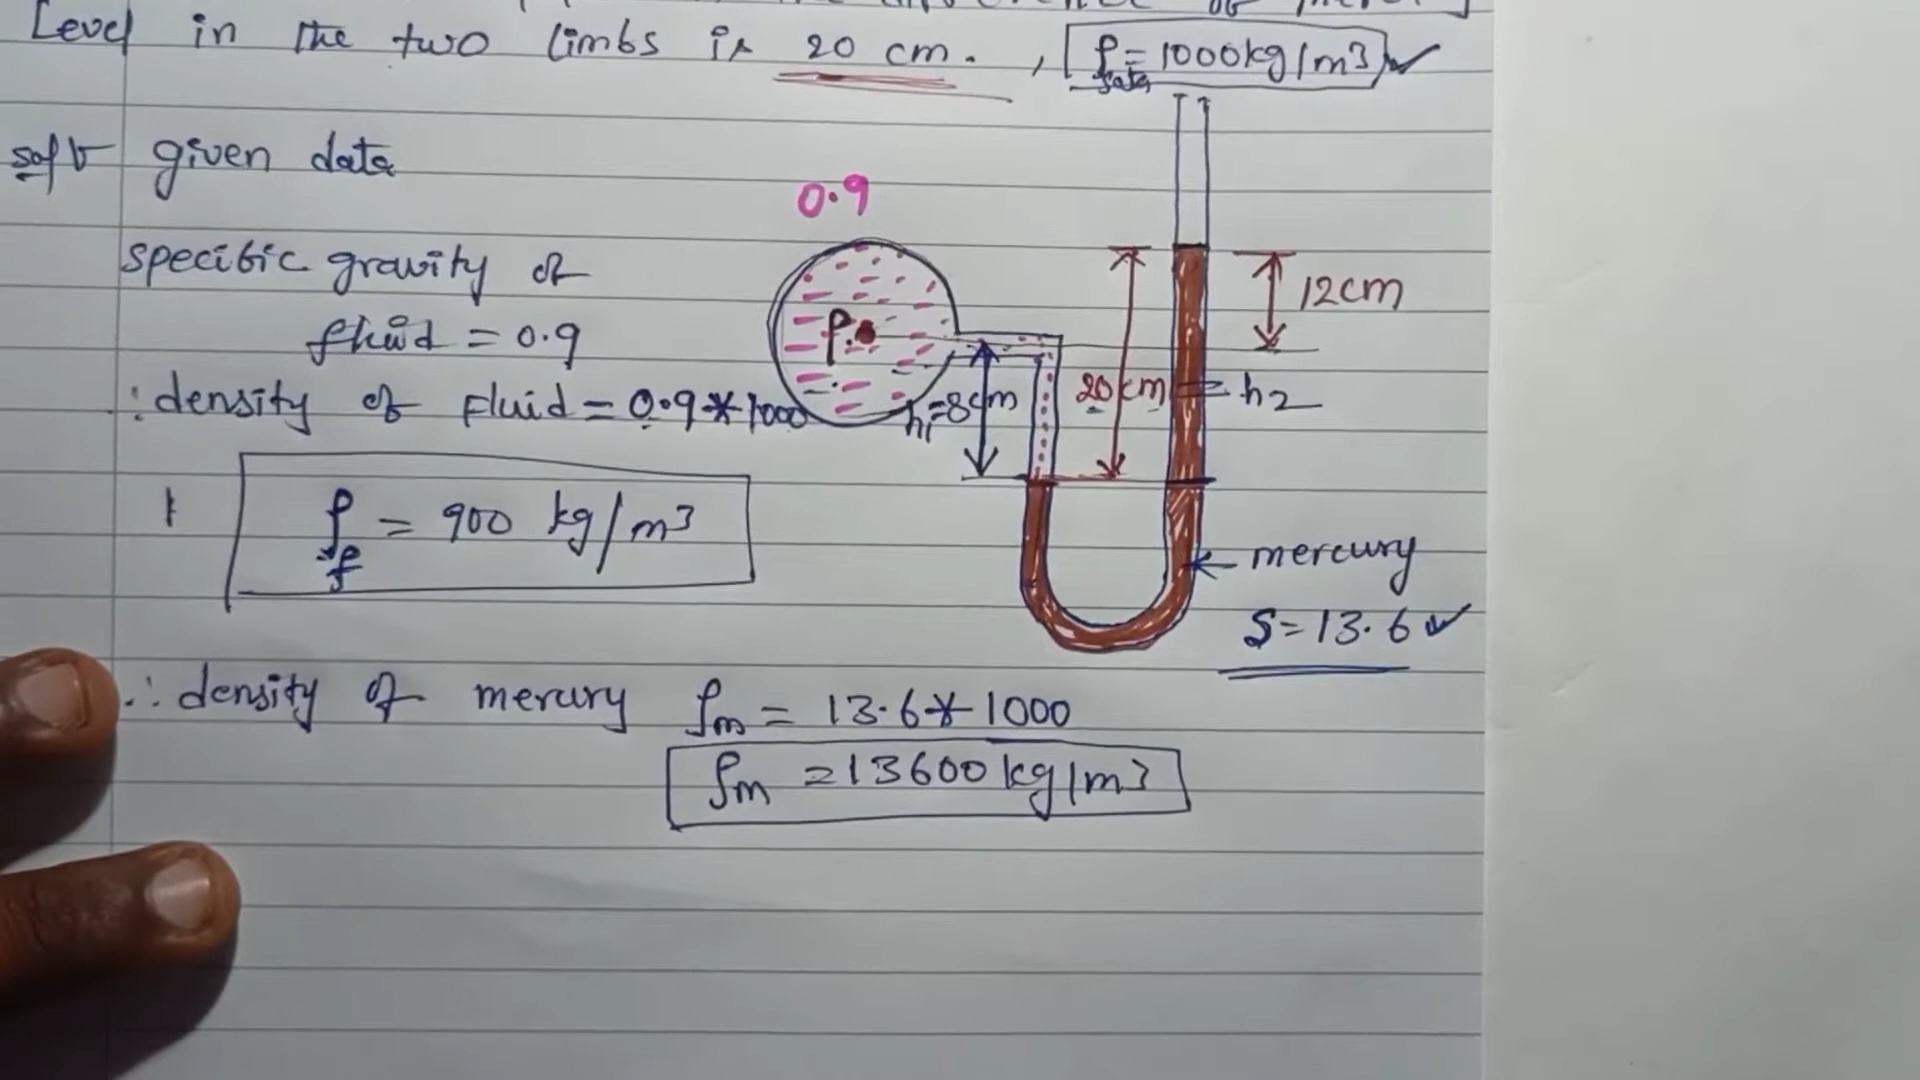 Level in the two limbs is 20 cm. , ρ = 1000kg/m3 ✓
given data
0.9
specific gravity of
fluid = 0.9
12cm
P.
∴ density of fluid = 0.9*1000
h1=8cm
20cm = h2
ρf = 900 kg/m3
mercury
S=13.6 ✓
∴ density of mercury ρm = 13.6*1000
ρm = 13600 kg/m3